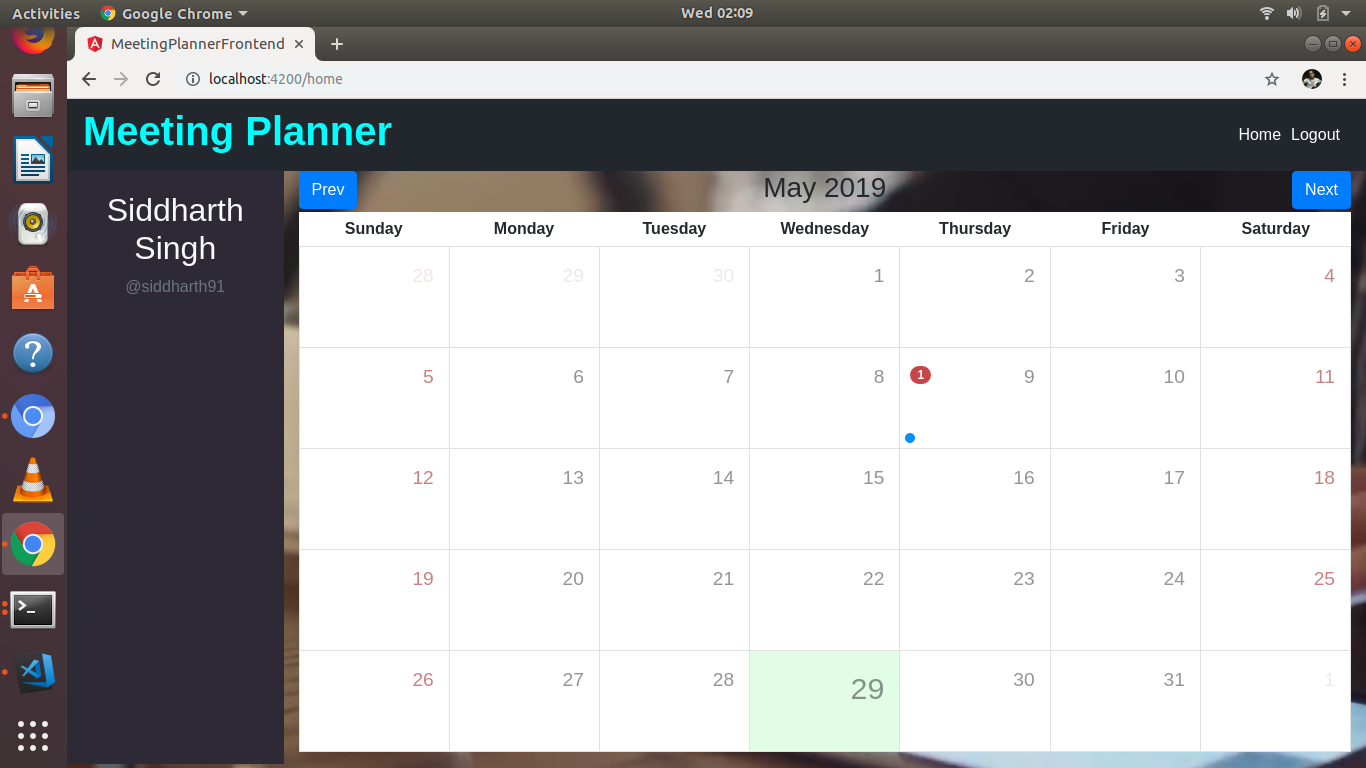 Activities Google Chrome Wed 02:09
MeetingPlannerFrontend
localhost:4200/home
Meeting Planner Home Logout
Siddharth
Singh
@siddharth91
Prev May 2019 Next
Sunday Monday Tuesday Wednesday Thursday Friday Saturday
28 29 30 1 2 3 4
5 6 7 8 1 9 10 11
12 13 14 15 16 17 18
19 20 21 22 23 24 25
26 27 28 29 30 31 1